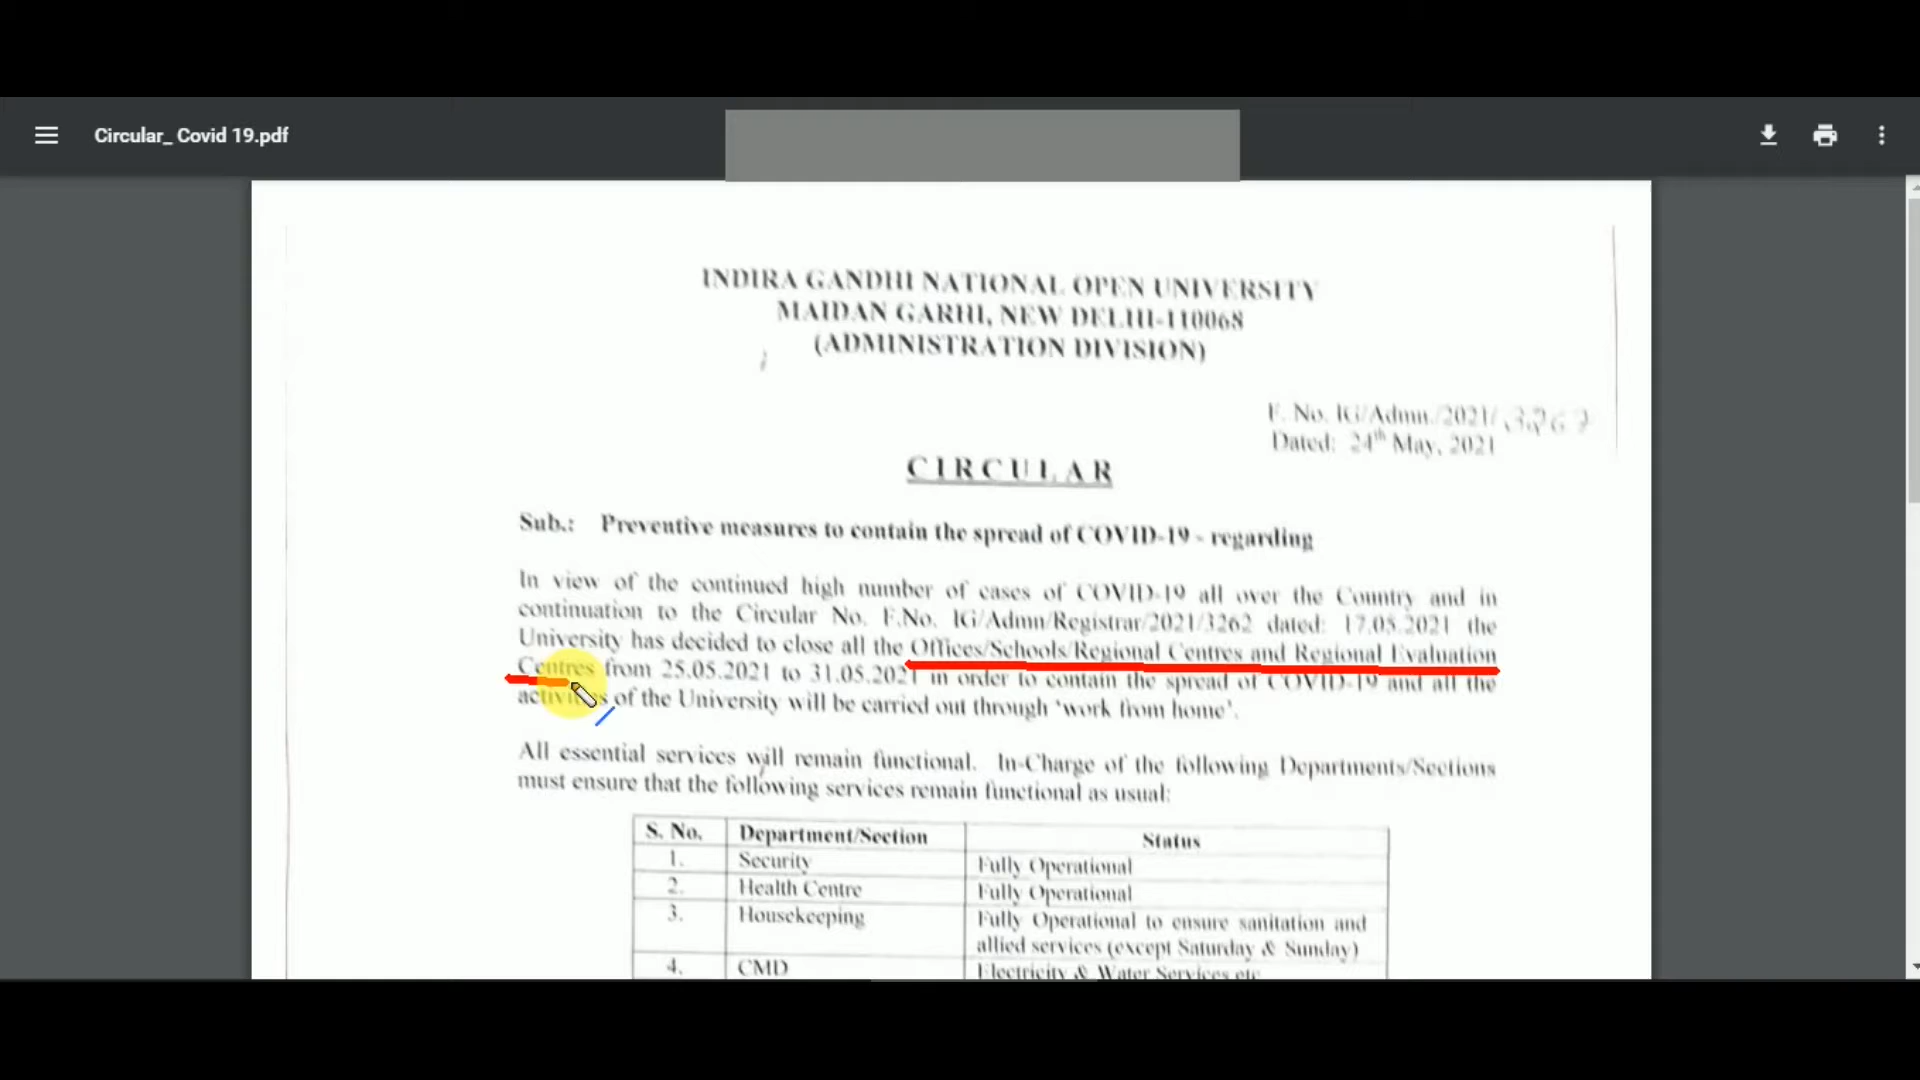 Circular_ Covid 19.pdf
INDIRA GANDHI NATIONAL OPEN UNIVERSITY
MAIDAN GARHI, NEW DELHI-110068
(ADMINISTRATION DIVISION)
F. No. IG/Admn./2021/
Dated: 24th May, 2021
CIRCULAR
Sub.: Preventive measures to contain the spread of COVID-19 - regarding
In view of the continued high number of cases of COVID-19 all over the Country and in
continuation to the Circular No. F.No. IG/Admn/Registrar/2021/3262 dated: 17.05.2021 the
University has decided to close all the Offices/Schools/Regional Centres and Regional Evaluation
Centres from 25.05.2021 to 31.05.2021 in order to contain the spread of COVID-19 and all the
activities of the University will be carried out through ‘work from home’.
All essential services will remain functional. In-Charge of the following Departments/Sections
must ensure that the following services remain functional as usual:
S. No. Department/Section Status
1. Security Fully Operational
2. Health Centre Fully Operational
3. Housekeeping Fully Operational to ensure sanitation and
allied services (except Saturday & Sunday)
4. CMD Electricity & Water Services etc